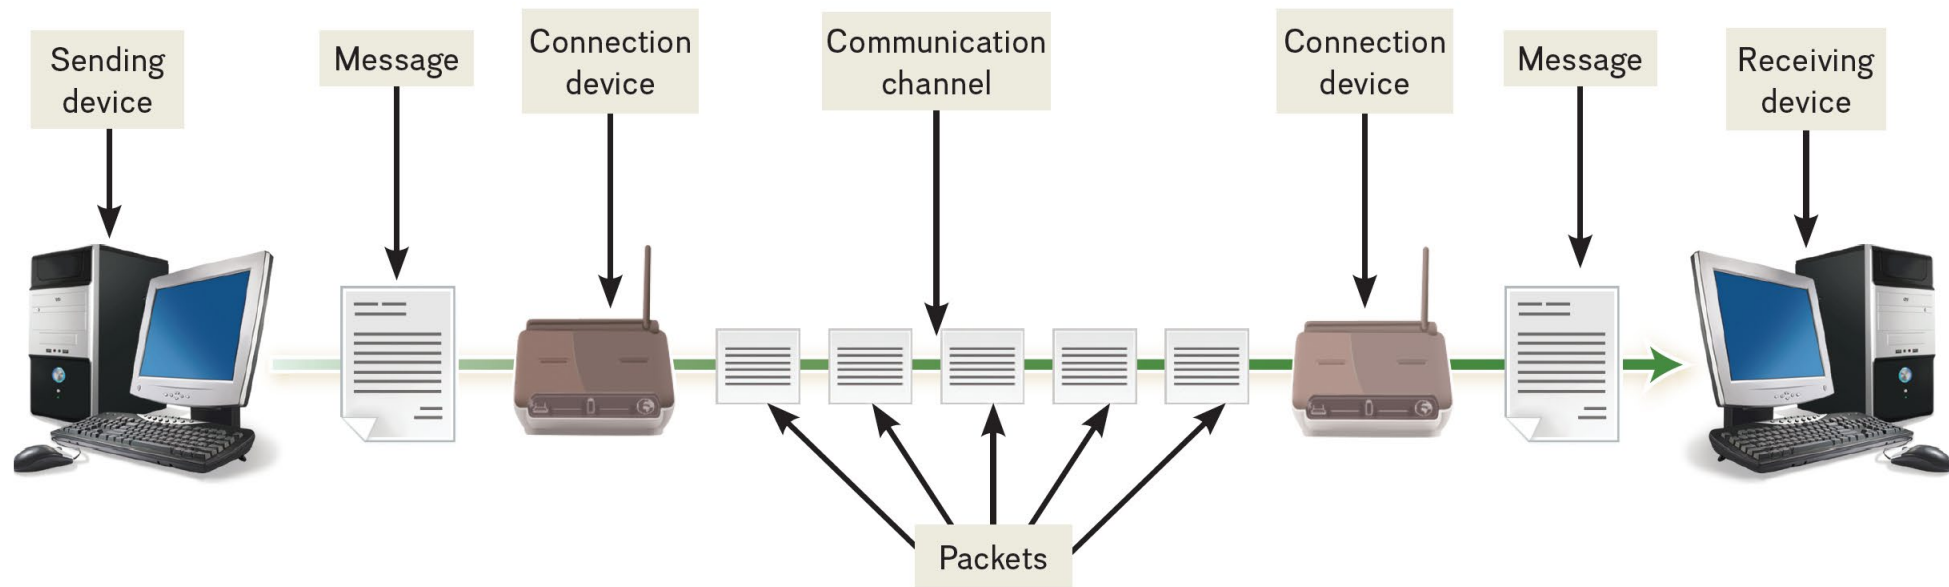 Sending
device
Message
Connection
device
Communication
channel
Connection
device
Message
Receiving
device
Packets